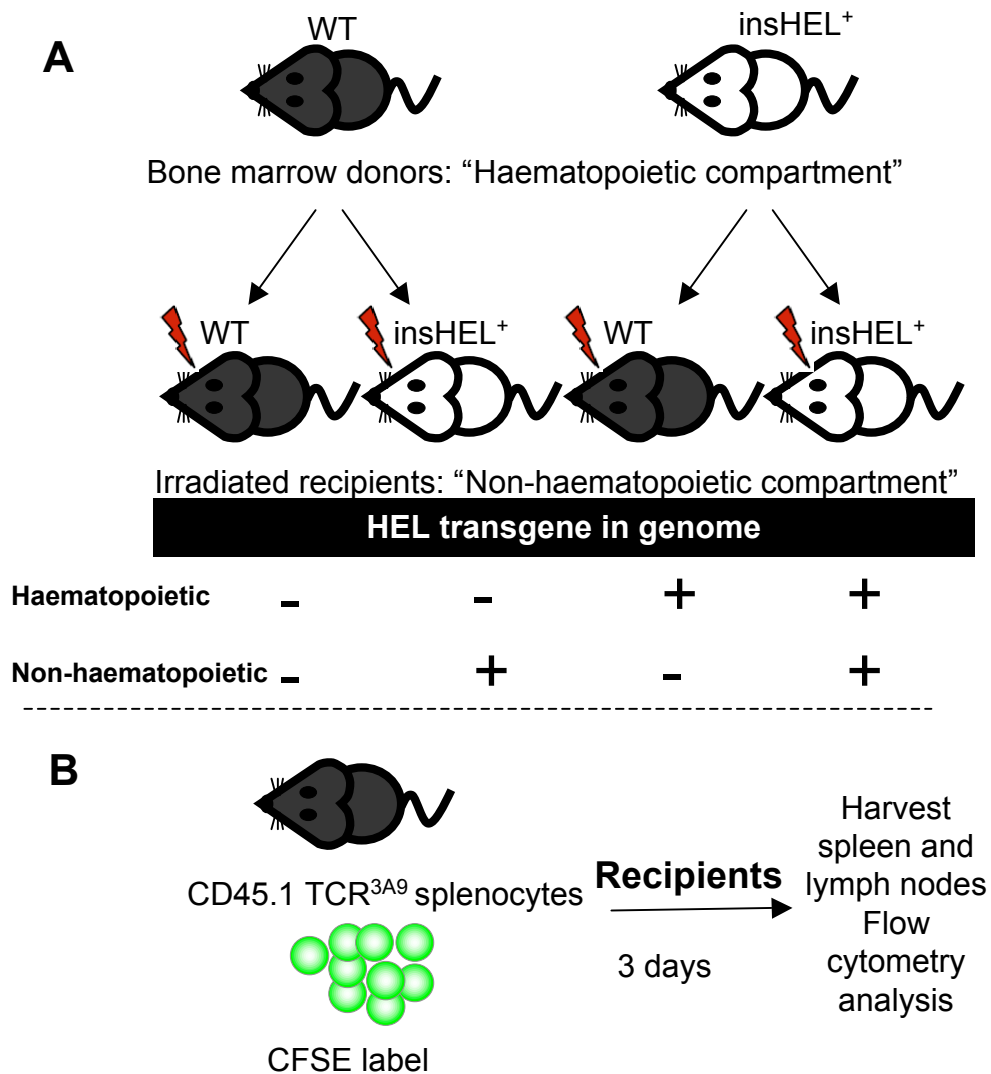 A
WT
insHEL⁺
Bone marrow donors: “Haematopoietic compartment”
WT
insHEL⁺
WT
insHEL⁺
Irradiated recipients: “Non-haematopoietic compartment”
HEL transgene in genome
Haematopoietic - - + +
Non-haematopoietic - + - +
B
CD45.1 TCR³ᴬ⁹ splenocytes
CFSE label
Recipients
3 days
Harvest
spleen and
lymph nodes
Flow
cytometry
analysis